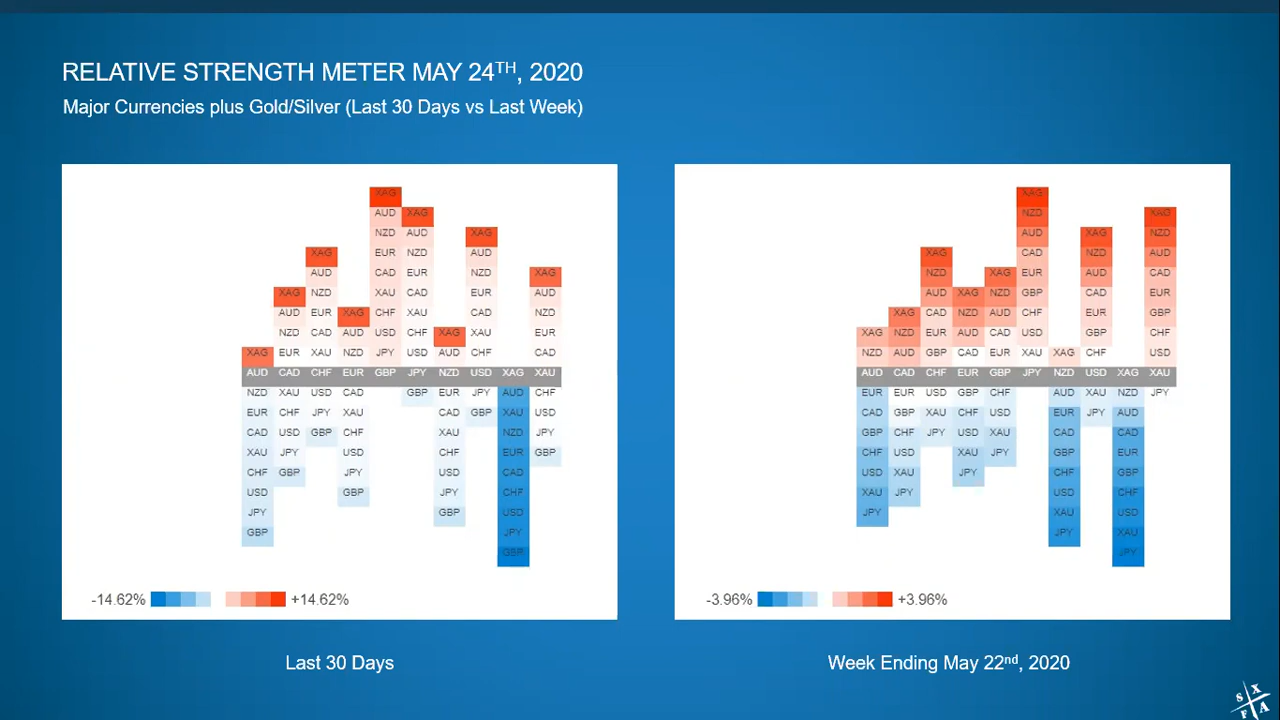 RELATIVE STRENGTH METER MAY 24TH, 2020
Major Currencies plus Gold/Silver (Last 30 Days vs Last Week)
XAG
AUD XAG
NZD AUD XAG
XAG EUR NZD AUD
AUD CAD EUR NZD XAG
XAG NZD XAU CAD EUR AUD
AUD EUR XAG CHF XAU CAD NZD
NZD CAD AUD USD CHF XAG XAU EUR
XAG EUR XAU NZD JPY USD AUD CHF CAD
AUD CAD CHF EUR GBP JPY NZD USD XAG XAU
NZD XAU USD CAD GBP EUR JPY AUD CHF
EUR CHF JPY XAU CAD GBP XAU USD
CAD USD GBP CHF XAU NZD JPY
XAU JPY USD CHF EUR GBP
CHF GBP JPY USD CAD
USD GBP JPY CHF
JPY GBP USD
GBP JPY
GBP
-14.62% +14.62%
Last 30 Days
XAG
NZD XAG
AUD XAG NZD
XAG CAD NZD AUD
NZD XAG EUR AUD CAD
AUD XAG NZD GBP CAD EUR
XAG CAD NZD AUD CHF EUR GBP
XAG NZD EUR AUD CAD USD GBP CHF
NZD AUD GBP CAD EUR XAU XAG CHF USD
AUD CAD CHF EUR GBP JPY NZD USD XAG XAU
EUR EUR USD GBP CHF AUD XAU NZD JPY
CAD GBP XAU CHF USD EUR JPY AUD
GBP CHF JPY USD XAU CAD CAD
CHF USD XAU JPY GBP EUR
USD XAU JPY CHF GBP
XAU JPY USD CHF
JPY XAU USD
JPY XAU
JPY
-3.96% +3.96%
Week Ending May 22nd, 2020
S X
F A